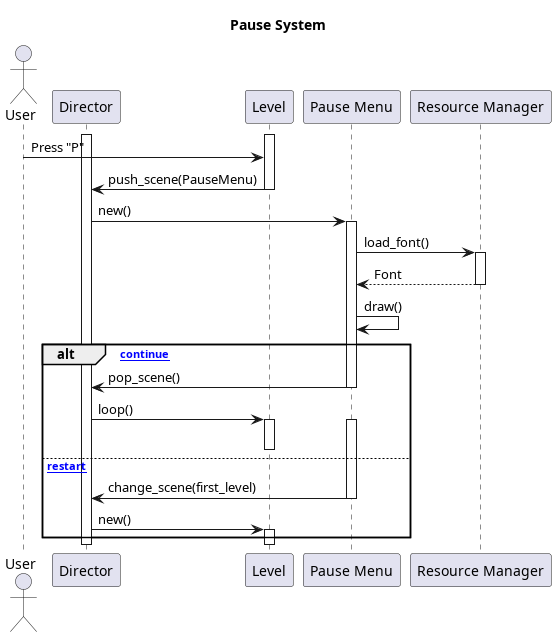 Pause System
User
Director
Level
Pause Menu
Resource Manager
Press "P"
push_scene(PauseMenu)
new()
load_font()
Font
draw()
alt
continue
pop_scene()
loop()
restart
change_scene(first_level)
new()
User
Director
Level
Pause Menu
Resource Manager